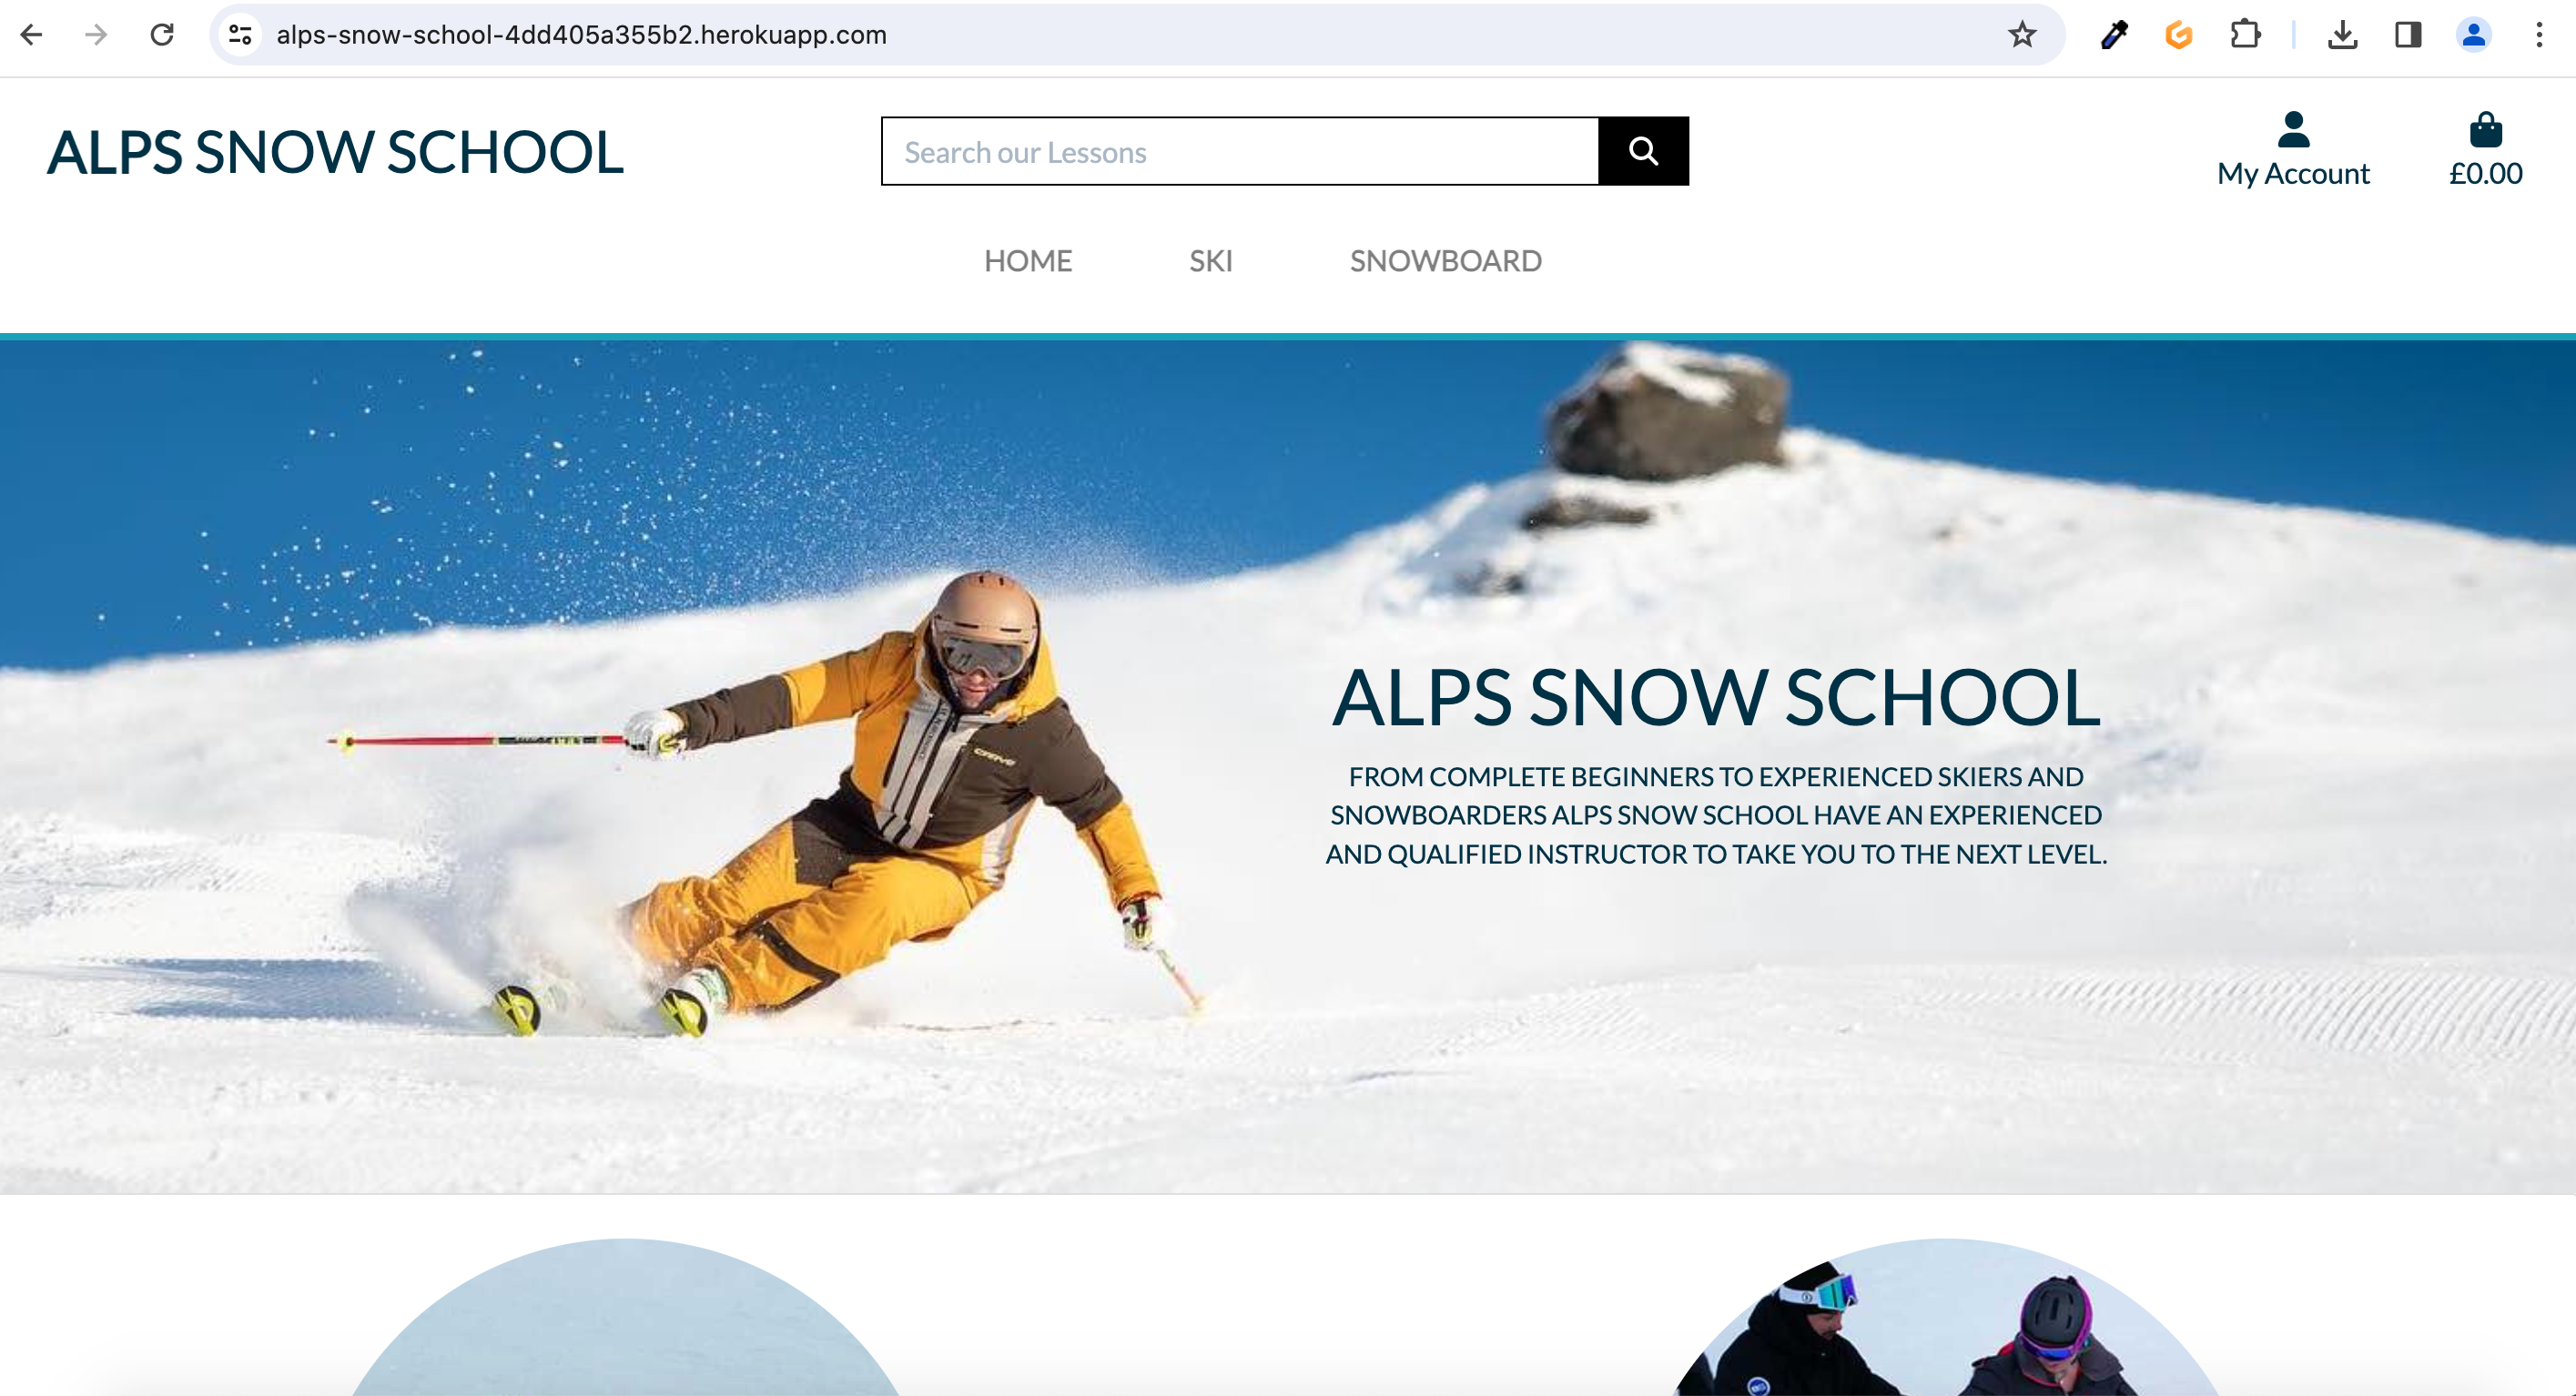 alps-snow-school-4dd405a355b2.herokuapp.com
ALPS SNOW SCHOOL
Search our Lessons
My Account
£0.00
HOME
SKI
SNOWBOARD
ALPS SNOW SCHOOL
FROM COMPLETE BEGINNERS TO EXPERIENCED SKIERS AND
SNOWBOARDERS ALPS SNOW SCHOOL HAVE AN EXPERIENCED
AND QUALIFIED INSTRUCTOR TO TAKE YOU TO THE NEXT LEVEL.